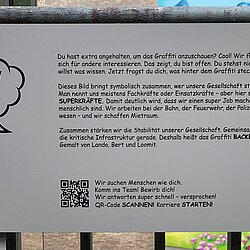 Du hast extra angehalten, um das Graffiti anzuschauen? Cool! Wir f
sich für andere interessieren. Das zeigt, du bist offen. Du stehst nic
willst was wissen. Jetzt fragst du dich, was hinter dem Graffiti stec
Dieses Bild bringt symbolisch zusammen, wer unsere Gesellschaft st
Man nennt uns meistens Fachkräfte oder Einsatzkräfte – aber hier s
SUPERKRÄFTE. Damit deutlich wird, dass wir einen super Job mache
menschlich sind. Wir arbeiten bei der Bahn, der Feuerwehr, der Polize
wesen – und wir schaffen Mietraum.
Zusammen stärken wir die Stabilität unserer Gesellschaft. Gemeinsa
die kritische Infrastruktur gerade. Deshalb heißt das Graffiti BACK
Gemalt von Lando, Bert und Loomit.
Wir suchen Menschen wie dich.
Komm ins Team! Bewirb dich!
Wir antworten super schnell – versprochen!
QR-Code SCANNEN! Karriere STARTEN!